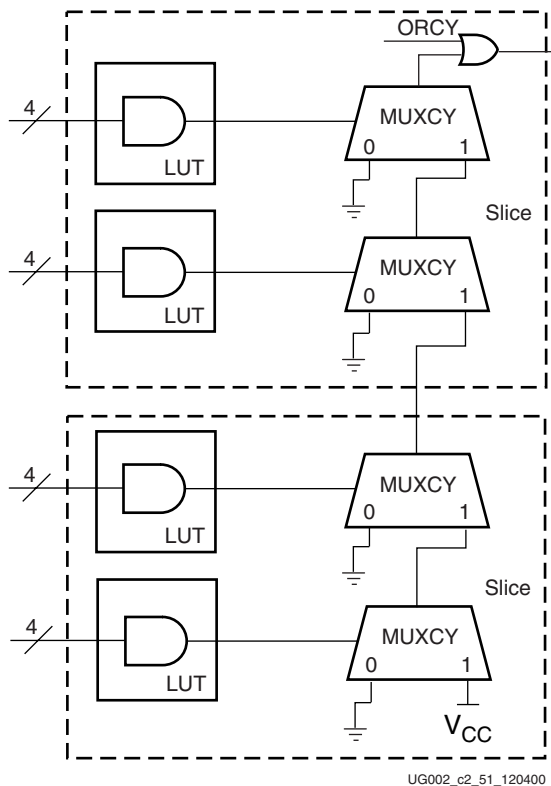 ORCY
4
LUT
MUXCY
0 1
Slice
4
LUT
MUXCY
0 1
4
LUT
MUXCY
0 1
Slice
4
LUT
MUXCY
0 1
VCC
UG002_c2_51_120400